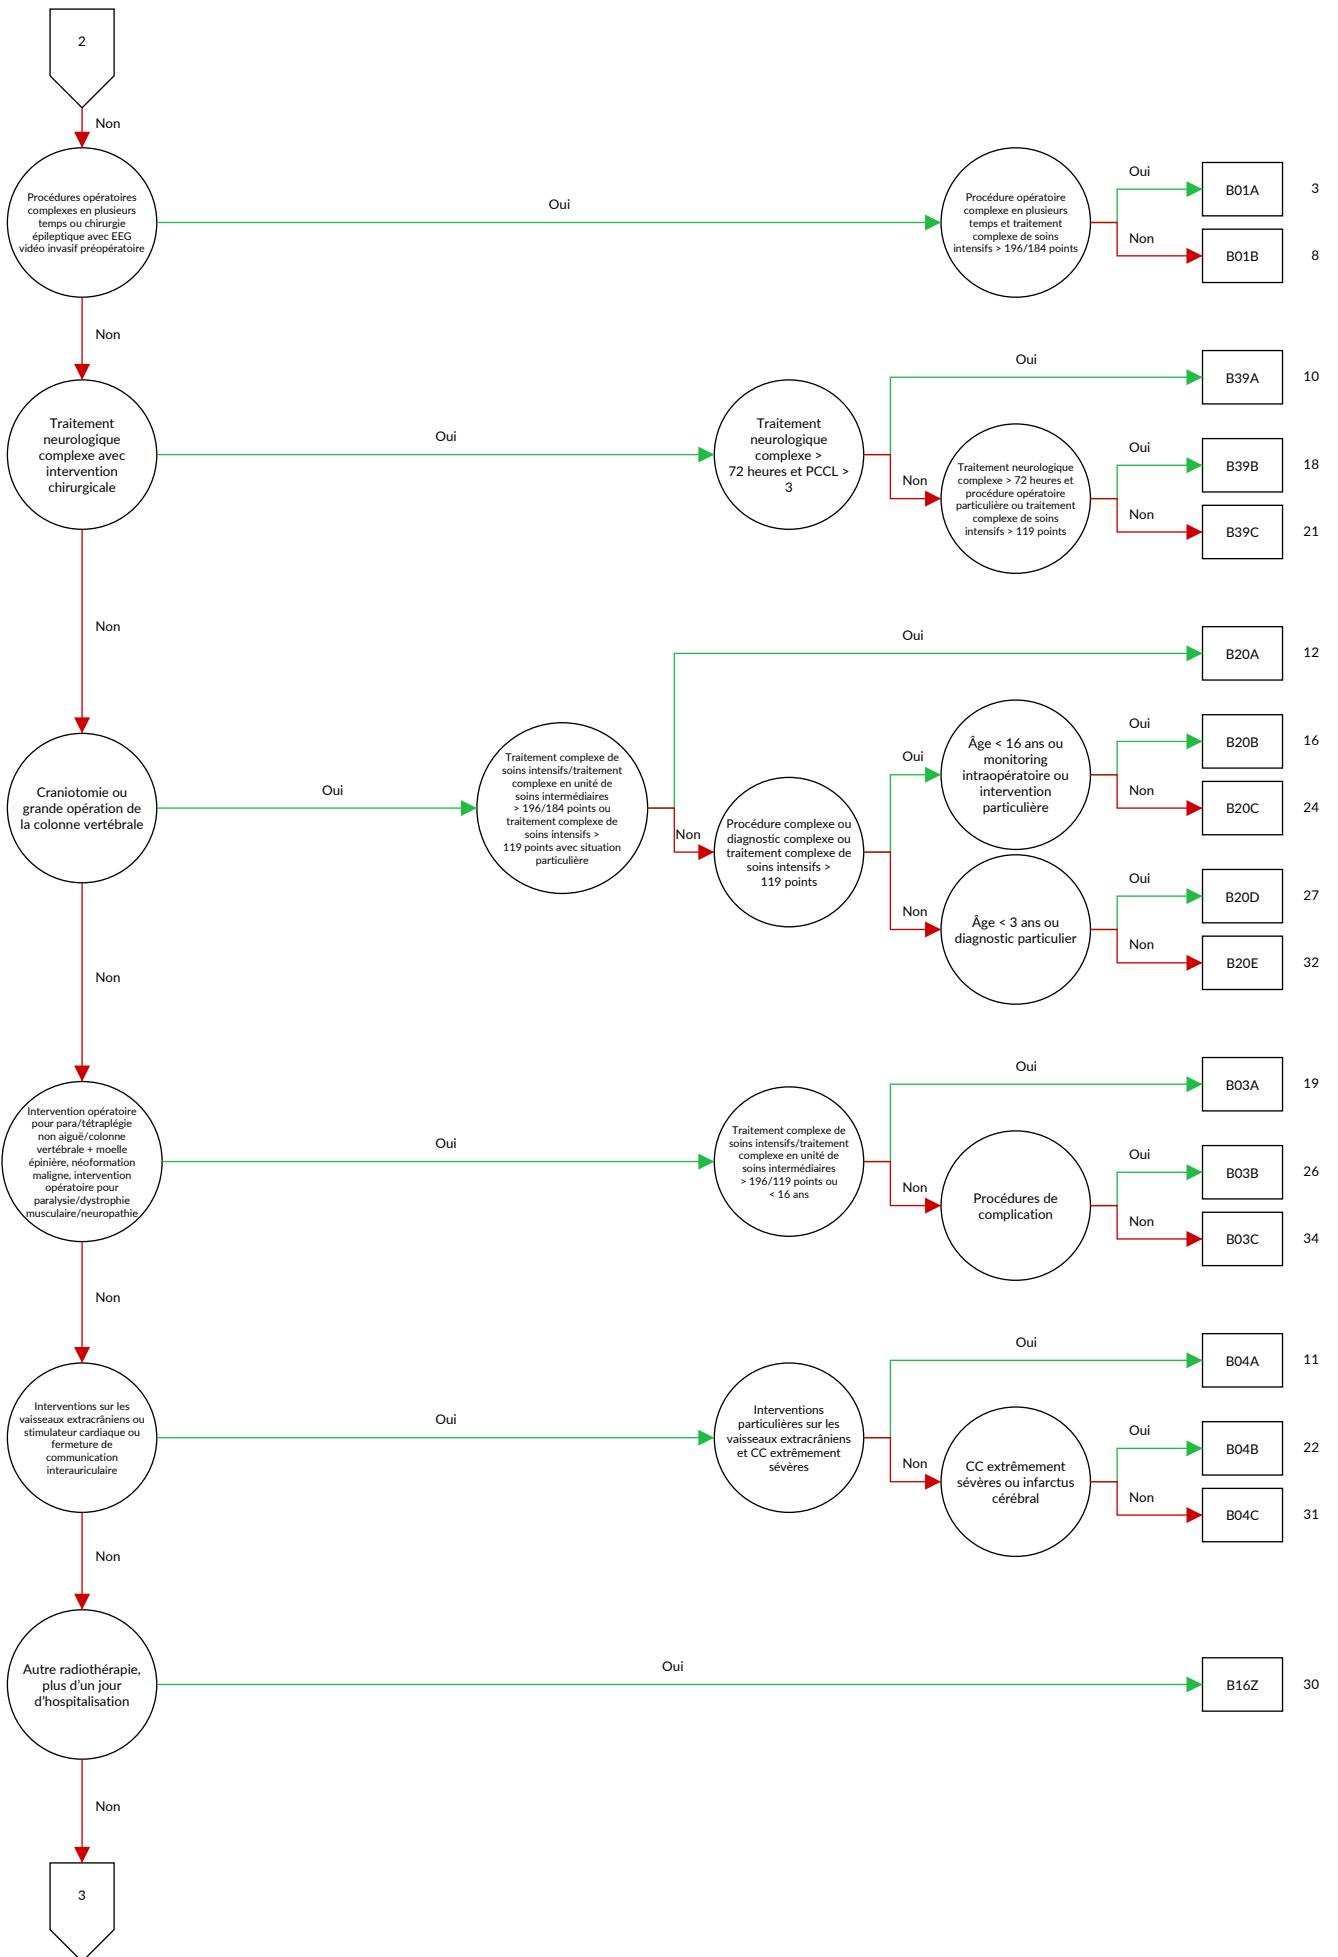 2
Non
Procédures opératoires
complexes en plusieurs
temps ou chirurgie
épileptique avec EEG
vidéo invasif préopératoire
Oui
Procédure opératoire
complexe en plusieurs
temps et traitement
complexe de soins
intensifs > 196/184 points
Oui
B01A
3
Non
B01B
8
Non
Traitement
neurologique
complexe avec
intervention
chirurgicale
Oui
Traitement
neurologique
complexe >
72 heures et PCCL >
3
Oui
B39A
10
Non
Traitement neurologique
complexe > 72 heures et
procédure opératoire
particulière ou traitement
complexe de soins
intensifs > 119 points
Oui
B39B
18
Non
B39C
21
Non
Craniotomie ou
grande opération de
la colonne vertébrale
Oui
Traitement complexe de
soins intensifs/traitement
complexe en unité de
soins intermédiaires
> 196/184 points ou
traitement complexe de
soins intensifs >
119 points avec situation
particulière
Oui
B20A
12
Non
Procédure complexe ou
diagnostic complexe ou
traitement complexe de
soins intensifs >
119 points
Oui
Âge < 16 ans ou
monitoring
intraopératoire ou
intervention
particulière
Oui
B20B
16
Non
B20C
24
Non
Âge < 3 ans ou
diagnostic particulier
Oui
B20D
27
Non
B20E
32
Non
Intervention opératoire
pour para/tétraplégie
non aiguë/colonne
vertébrale + moelle
épinière, néoformation
maligne, intervention
opératoire pour
paralysie/dystrophie
musculaire/neuropathie
Oui
Traitement complexe de
soins intensifs/traitement
complexe en unité de
soins intermédiaires
> 196/119 points ou
< 16 ans
Oui
B03A
19
Non
Procédures de
complication
Oui
B03B
26
Non
B03C
34
Non
Interventions sur les
vaisseaux extracrâniens ou
stimulateur cardiaque ou
fermeture de
communication
interauriculaire
Oui
Interventions
particulières sur les
vaisseaux extracrâniens
et CC extrêmement
sévères
Oui
B04A
11
Non
CC extrêmement
sévères ou infarctus
cérébral
Oui
B04B
22
Non
B04C
31
Non
Autre radiothérapie,
plus d'un jour
d'hospitalisation
Oui
B16Z
30
Non
3